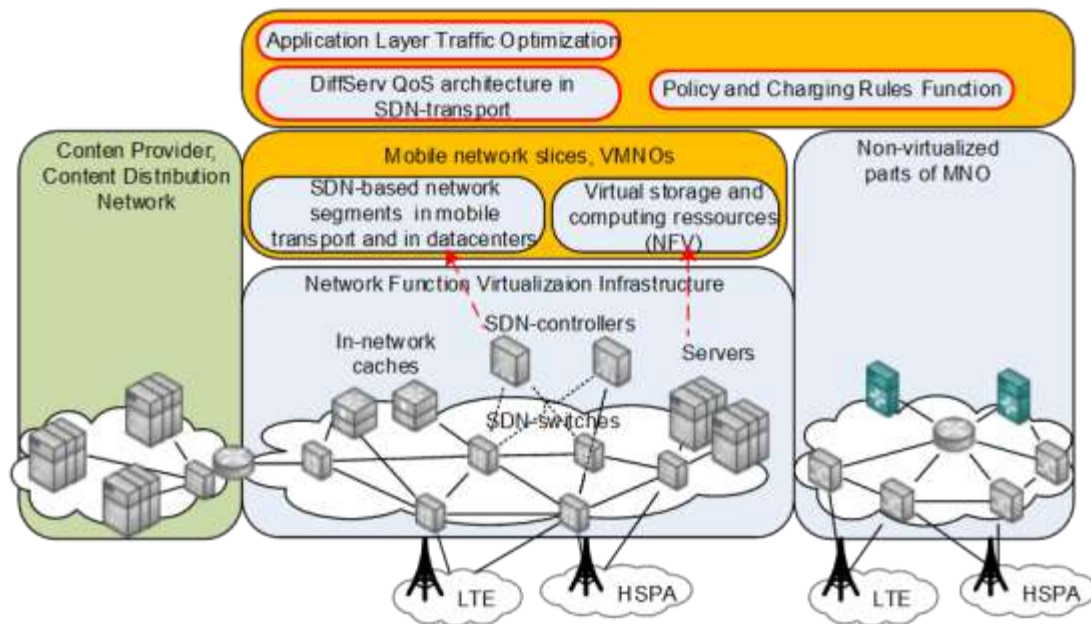 Application Layer Traffic Optimization
DiffServ QoS architecture in
SDN-transport
Policy and Charging Rules Function
Conten Provider,
Content Distribution
Network
Mobile network slices, VMNOs
SDN-based network
segments in mobile
transport and in datacenters
Virtual storage and
computing ressources
(NFV)
Non-virtualized
parts of MNO
Network Function Virtualizaion Infrastructure
SDN-controllers
In-network
caches
Servers
SDN-switches
LTE
HSPA
LTE
HSPA